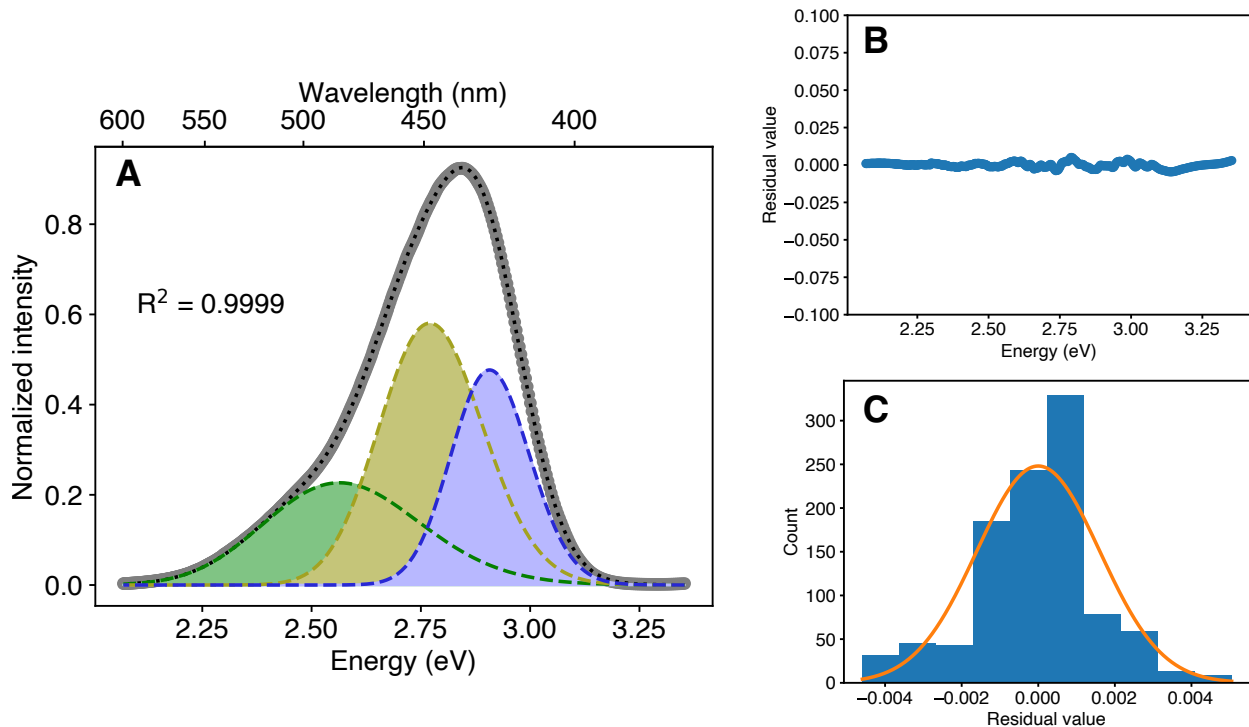 Wavelength (nm)
600 550 500 450 400
A
R² = 0.9999
Normalized intensity
0.8
0.6
0.4
0.2
0.0
2.25 2.50 2.75 3.00 3.25
Energy (eV)
B
Residual value
0.100
0.075
0.050
0.025
0.000
−0.025
−0.050
−0.075
−0.100
2.25 2.50 2.75 3.00 3.25
Energy (eV)
C
Count
300
250
200
150
100
50
0
−0.004 −0.002 0.000 0.002 0.004
Residual value